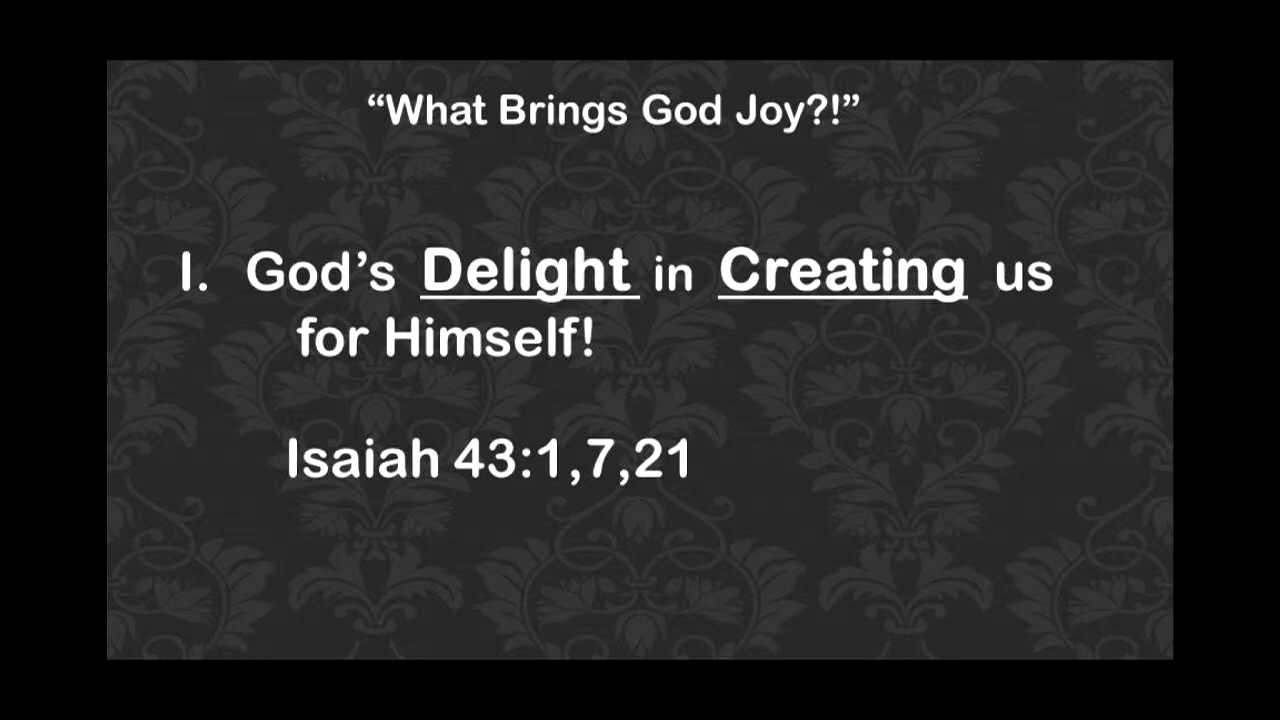 “What Brings God Joy?!”
I. God’s Delight in Creating us
for Himself!
Isaiah 43:1,7,21